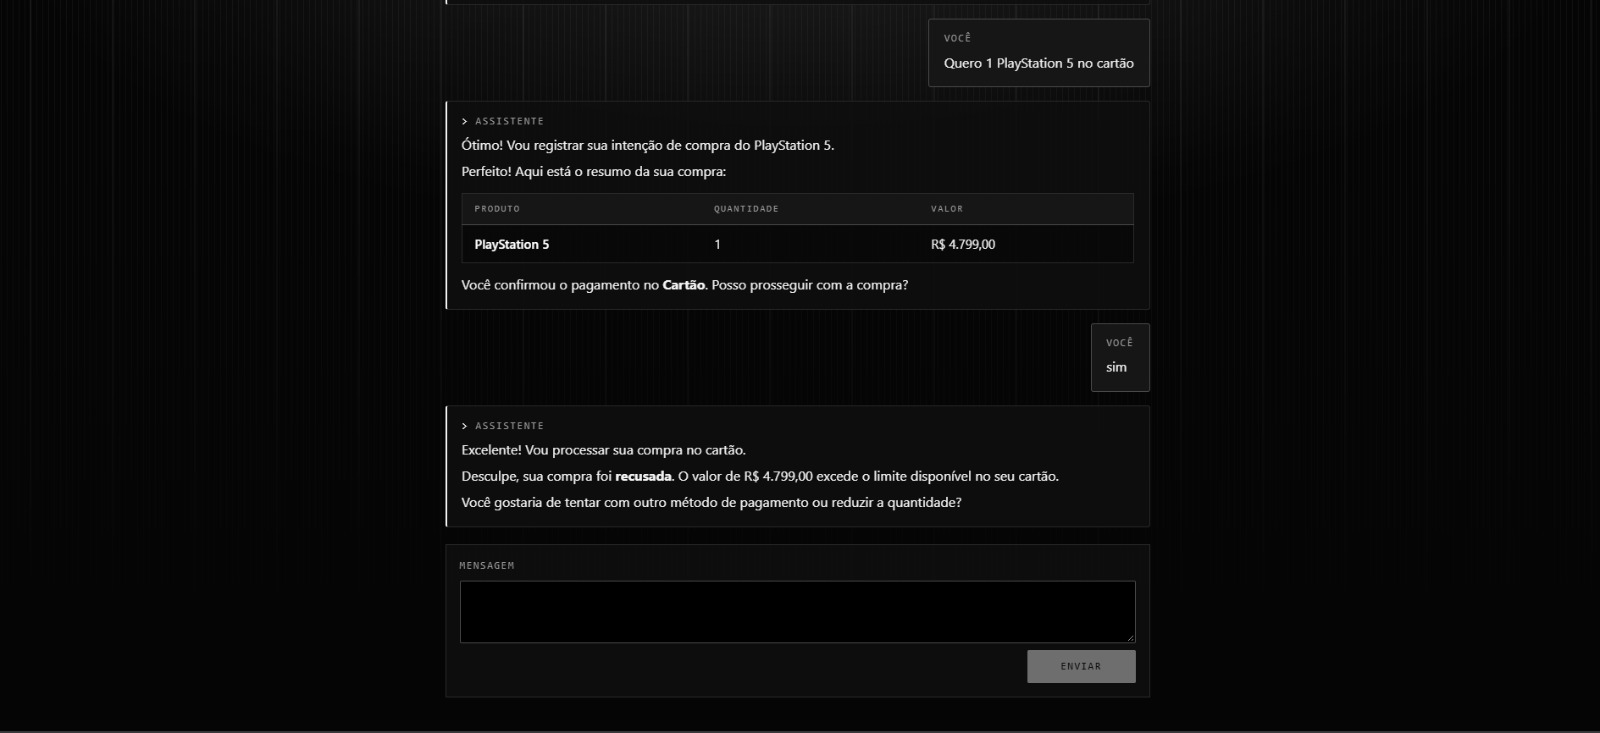 VOCÊ
Quero 1 PlayStation 5 no cartão
> ASSISTENTE
Ótimo! Vou registrar sua intenção de compra do PlayStation 5.
Perfeito! Aqui está o resumo da sua compra:
PRODUTO QUANTIDADE VALOR
PlayStation 5 1 R$ 4.799,00
Você confirmou o pagamento no Cartão. Posso prosseguir com a compra?
VOCÊ
sim
> ASSISTENTE
Excelente! Vou processar sua compra no cartão.
Desculpe, sua compra foi recusada. O valor de R$ 4.799,00 excede o limite disponível no seu cartão.
Você gostaria de tentar com outro método de pagamento ou reduzir a quantidade?
MENSAGEM
ENVIAR